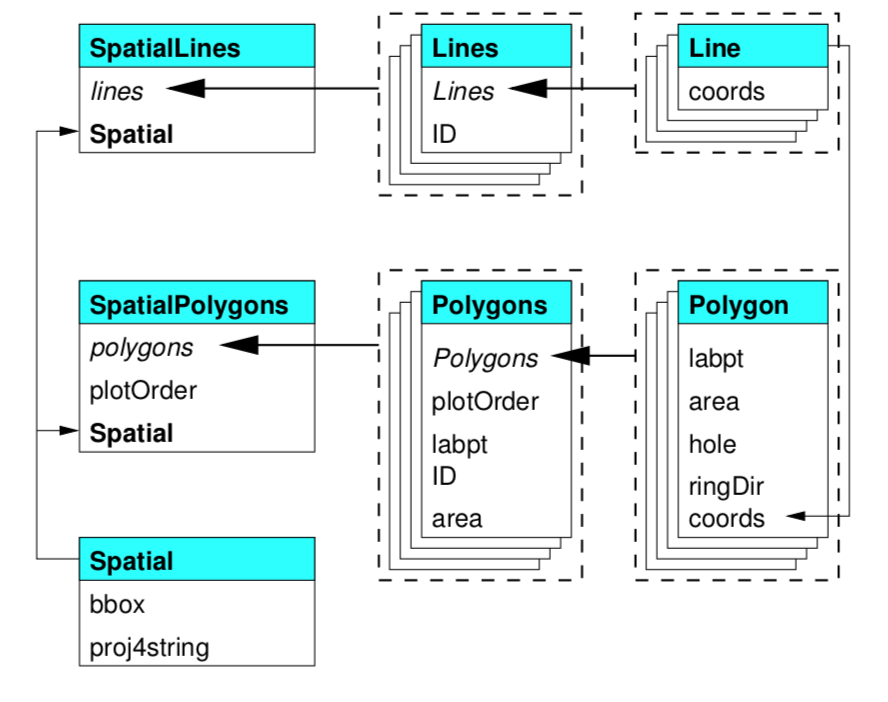 SpatialLines
lines
Spatial
Lines
Lines
ID
Line
coords
SpatialPolygons
polygons
plotOrder
Spatial
Polygons
Polygons
plotOrder
labpt
ID
area
Polygon
labpt
area
hole
ringDir
coords
Spatial
bbox
proj4string